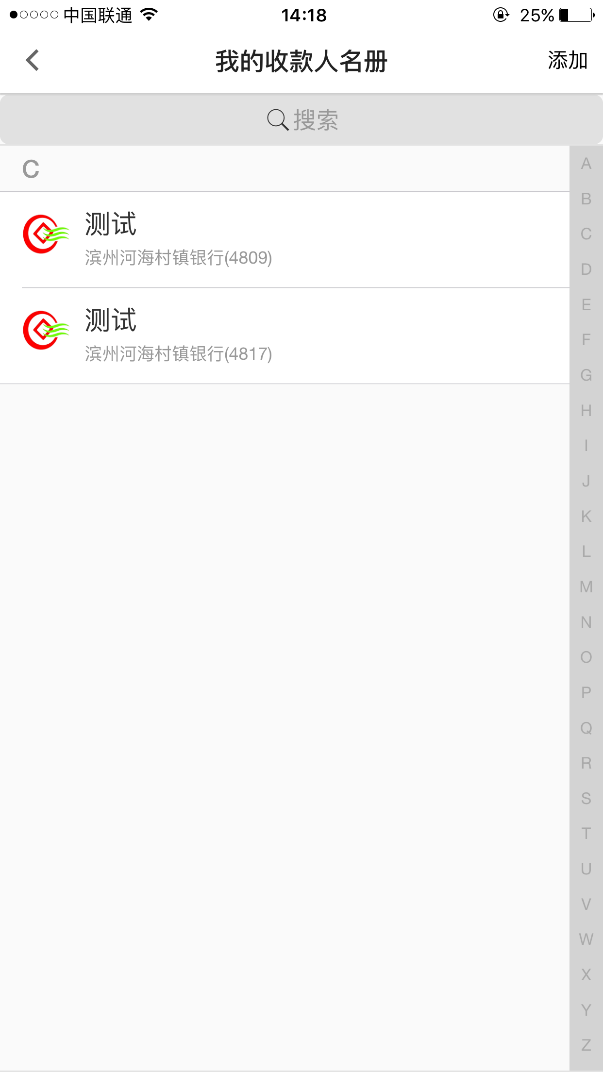 中国联通 14:18 25%
我的收款人名册 添加
搜索
C
测试
滨州河海村镇银行(4809)
测试
滨州河海村镇银行(4817)
A
B
C
D
E
F
G
H
I
J
K
L
M
N
O
P
Q
R
S
T
U
V
W
X
Y
Z